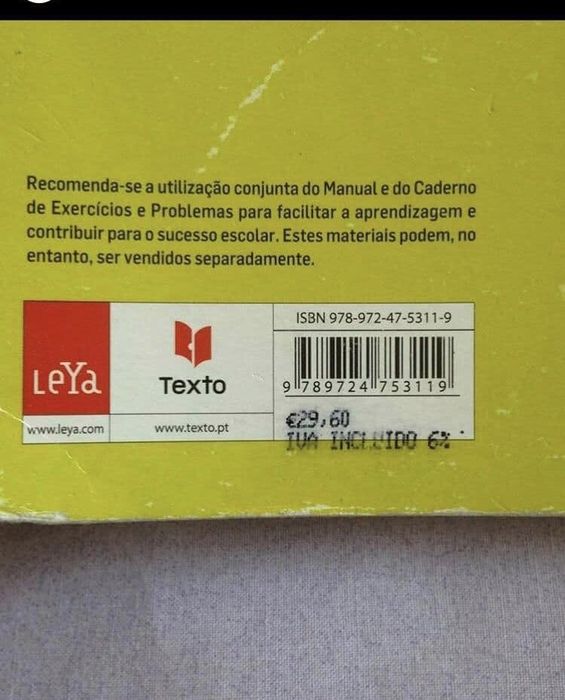 Recomenda-se a utilização conjunta do Manual e do Caderno
de Exercícios e Problemas para facilitar a aprendizagem e
contribuir para o sucesso escolar. Estes materiais podem, no
entanto, ser vendidos separadamente.
LeYa
www.leya.com
Texto
www.texto.pt
ISBN 978-972-47-5311-9
9 789724 753119
€29,60
IVA INCLUIDO 6%